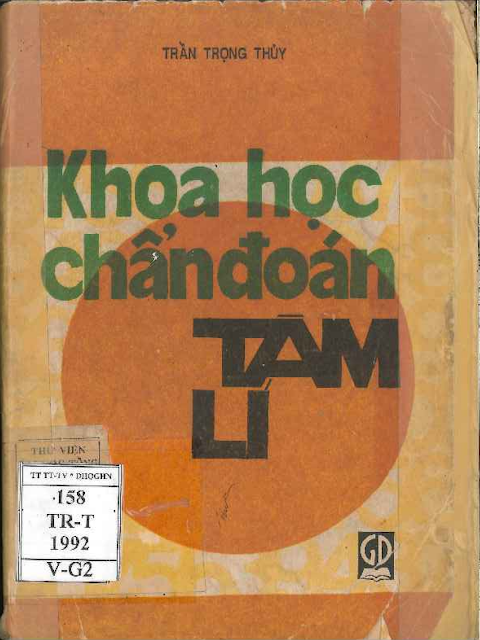 TRẦN TRỌNG THỦY
Khoa học
chẩn đoán
TÂM
LÍ
THƯ VIỆN
TT TT-TV * ĐHQGHN
158
TR-T
1992
V-G2
GD